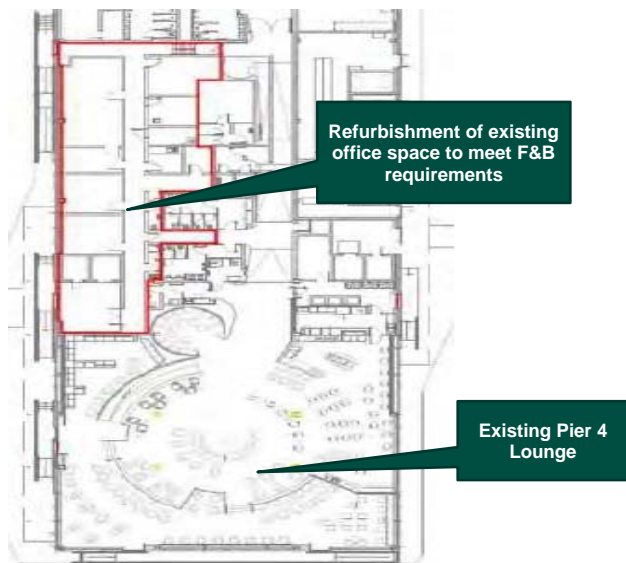 Refurbishment of existing
office space to meet F&B
requirements
Existing Pier 4
Lounge